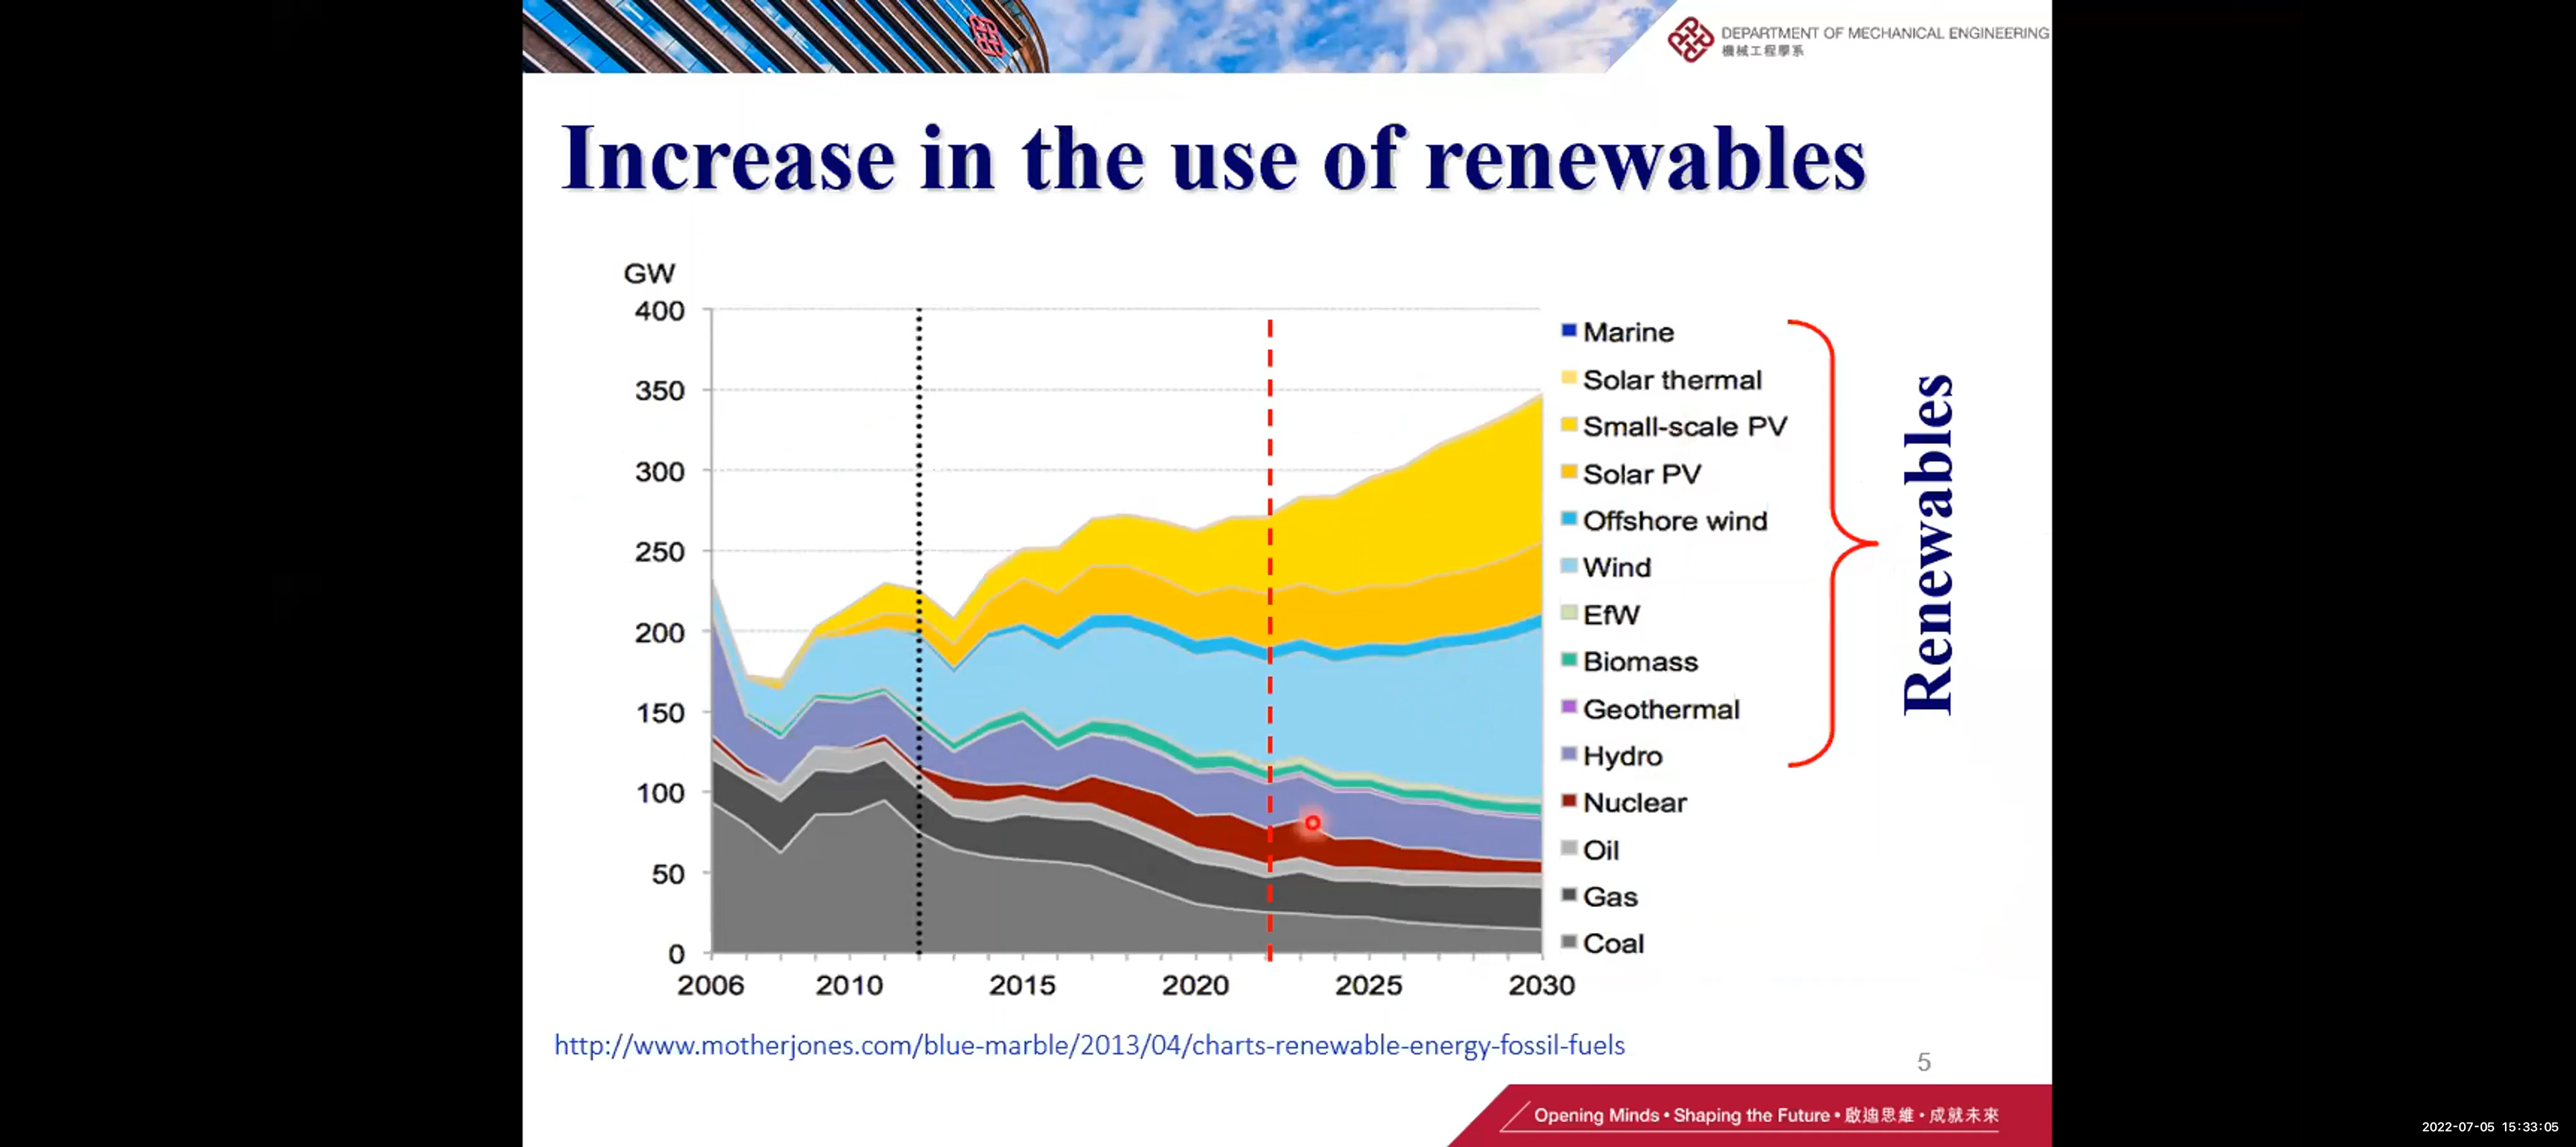 DEPARTMENT OF MECHANICAL ENGINEERING
機械工程學系
Increase in the use of renewables
GW
400
350
300
250
200
150
100
50
0
2006 2010 2015 2020 2025 2030
Marine
Solar thermal
Small-scale PV
Solar PV
Offshore wind
Wind
EfW
Biomass
Geothermal
Hydro
Nuclear
Oil
Gas
Coal
Renewables
http://www.motherjones.com/blue-marble/2013/04/charts-renewable-energy-fossil-fuels
5
Opening Minds • Shaping the Future • 啟迪思維 • 成就未來
2022-07-05 15:33:05